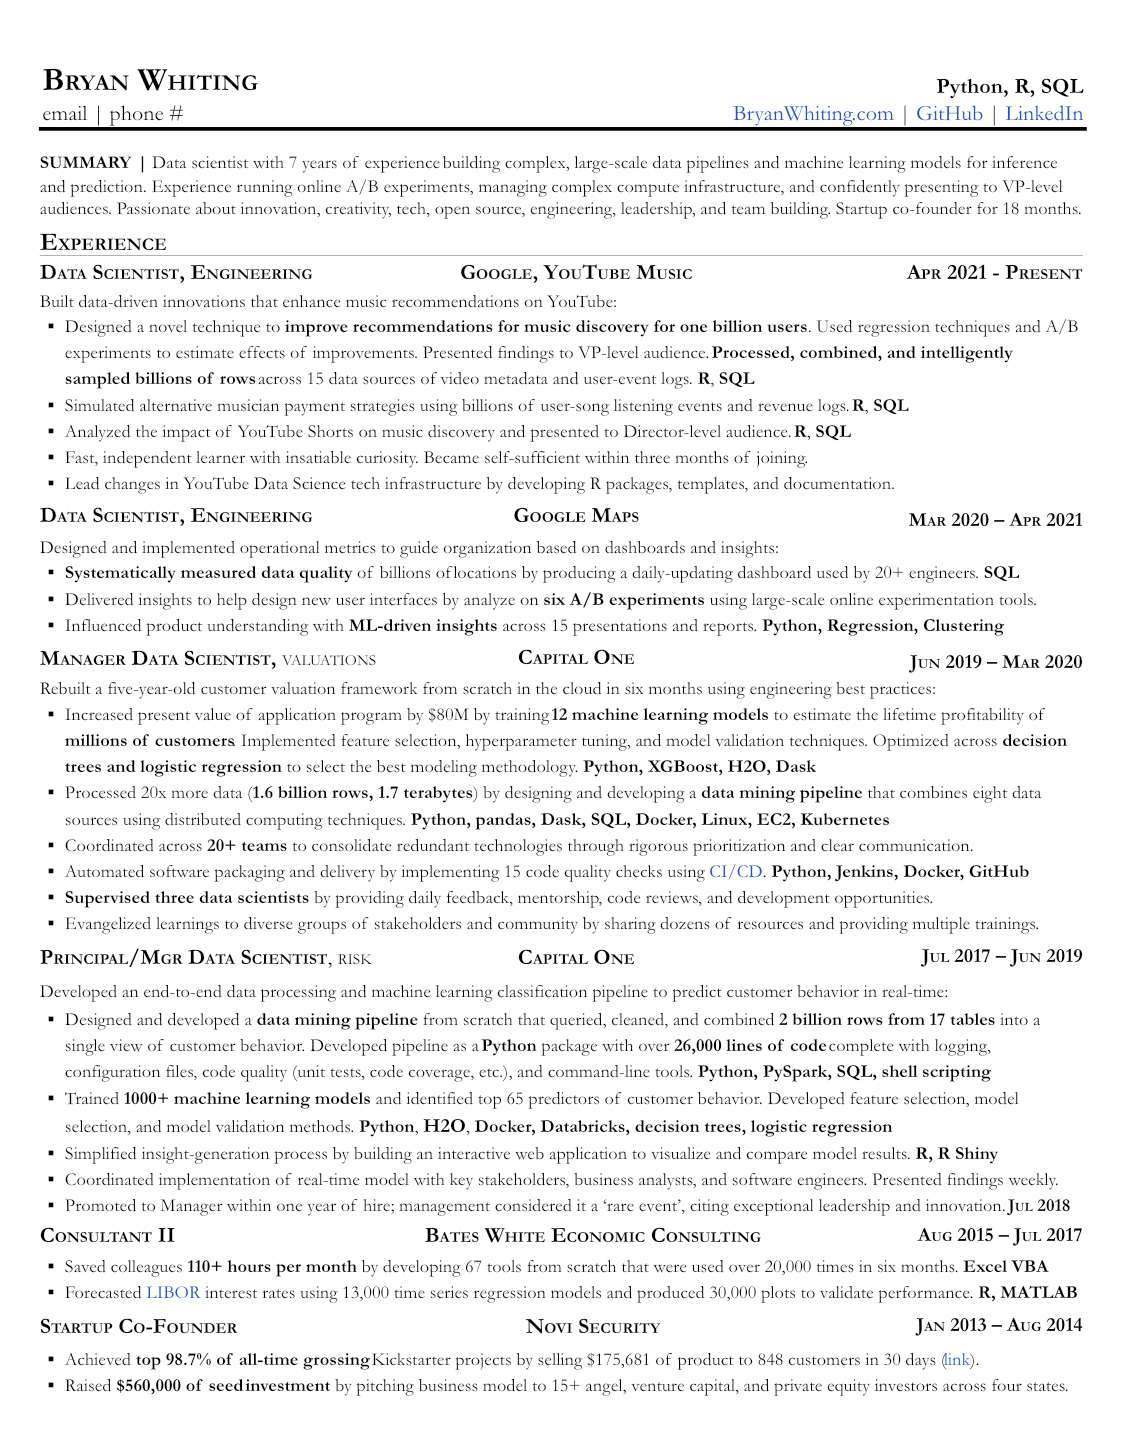 Bryan Whiting
Python, R, SQL
email | phone #
BryanWhiting.com | GitHub | LinkedIn
SUMMARY | Data scientist with 7 years of experience building complex, large-scale data pipelines and machine learning models for inference
and prediction. Experience running online A/B experiments, managing complex compute infrastructure, and confidently presenting to VP-level
audiences. Passionate about innovation, creativity, tech, open source, engineering, leadership, and team building. Startup co-founder for 18 months.
Experience
Data Scientist, Engineering Google, YouTube Music Apr 2021 - Present
Built data-driven innovations that enhance music recommendations on YouTube:
▪ Designed a novel technique to improve recommendations for music discovery for one billion users. Used regression techniques and A/B
experiments to estimate effects of improvements. Presented findings to VP-level audience. Processed, combined, and intelligently
sampled billions of rows across 15 data sources of video metadata and user-event logs. R, SQL
▪ Simulated alternative musician payment strategies using billions of user-song listening events and revenue logs. R, SQL
▪ Analyzed the impact of YouTube Shorts on music discovery and presented to Director-level audience. R, SQL
▪ Fast, independent learner with insatiable curiosity. Became self-sufficient within three months of joining.
▪ Lead changes in YouTube Data Science tech infrastructure by developing R packages, templates, and documentation.
Data Scientist, Engineering Google Maps Mar 2020 – Apr 2021
Designed and implemented operational metrics to guide organization based on dashboards and insights:
▪ Systematically measured data quality of billions of locations by producing a daily-updating dashboard used by 20+ engineers. SQL
▪ Delivered insights to help design new user interfaces by analyze on six A/B experiments using large-scale online experimentation tools.
▪ Influenced product understanding with ML-driven insights across 15 presentations and reports. Python, Regression, Clustering
Manager Data Scientist, VALUATIONS Capital One Jun 2019 – Mar 2020
Rebuilt a five-year-old customer valuation framework from scratch in the cloud in six months using engineering best practices:
▪ Increased present value of application program by $80M by training 12 machine learning models to estimate the lifetime profitability of
millions of customers. Implemented feature selection, hyperparameter tuning, and model validation techniques. Optimized across decision
trees and logistic regression to select the best modeling methodology. Python, XGBoost, H2O, Dask
▪ Processed 20x more data (1.6 billion rows, 1.7 terabytes) by designing and developing a data mining pipeline that combines eight data
sources using distributed computing techniques. Python, pandas, Dask, SQL, Docker, Linux, EC2, Kubernetes
▪ Coordinated across 20+ teams to consolidate redundant technologies through rigorous prioritization and clear communication.
▪ Automated software packaging and delivery by implementing 15 code quality checks using CI/CD. Python, Jenkins, Docker, GitHub
▪ Supervised three data scientists by providing daily feedback, mentorship, code reviews, and development opportunities.
▪ Evangelized learnings to diverse groups of stakeholders and community by sharing dozens of resources and providing multiple trainings.
Principal/Mgr Data Scientist, RISK Capital One Jul 2017 – Jun 2019
Developed an end-to-end data processing and machine learning classification pipeline to predict customer behavior in real-time:
▪ Designed and developed a data mining pipeline from scratch that queried, cleaned, and combined 2 billion rows from 17 tables into a
single view of customer behavior. Developed pipeline as a Python package with over 26,000 lines of code complete with logging,
configuration files, code quality (unit tests, code coverage, etc.), and command-line tools. Python, PySpark, SQL, shell scripting
▪ Trained 1000+ machine learning models and identified top 65 predictors of customer behavior. Developed feature selection, model
selection, and model validation methods. Python, H2O, Docker, Databricks, decision trees, logistic regression
▪ Simplified insight-generation process by building an interactive web application to visualize and compare model results. R, R Shiny
▪ Coordinated implementation of real-time model with key stakeholders, business analysts, and software engineers. Presented findings weekly.
▪ Promoted to Manager within one year of hire; management considered it a ‘rare event’, citing exceptional leadership and innovation. Jul 2018
Consultant II Bates White Economic Consulting Aug 2015 – Jul 2017
▪ Saved colleagues 110+ hours per month by developing 67 tools from scratch that were used over 20,000 times in six months. Excel VBA
▪ Forecasted LIBOR interest rates using 13,000 time series regression models and produced 30,000 plots to validate performance. R, MATLAB
Startup Co-Founder Novi Security Jan 2013 – Aug 2014
▪ Achieved top 98.7% of all-time grossing Kickstarter projects by selling $175,681 of product to 848 customers in 30 days (link).
▪ Raised $560,000 of seed investment by pitching business model to 15+ angel, venture capital, and private equity investors across four states.